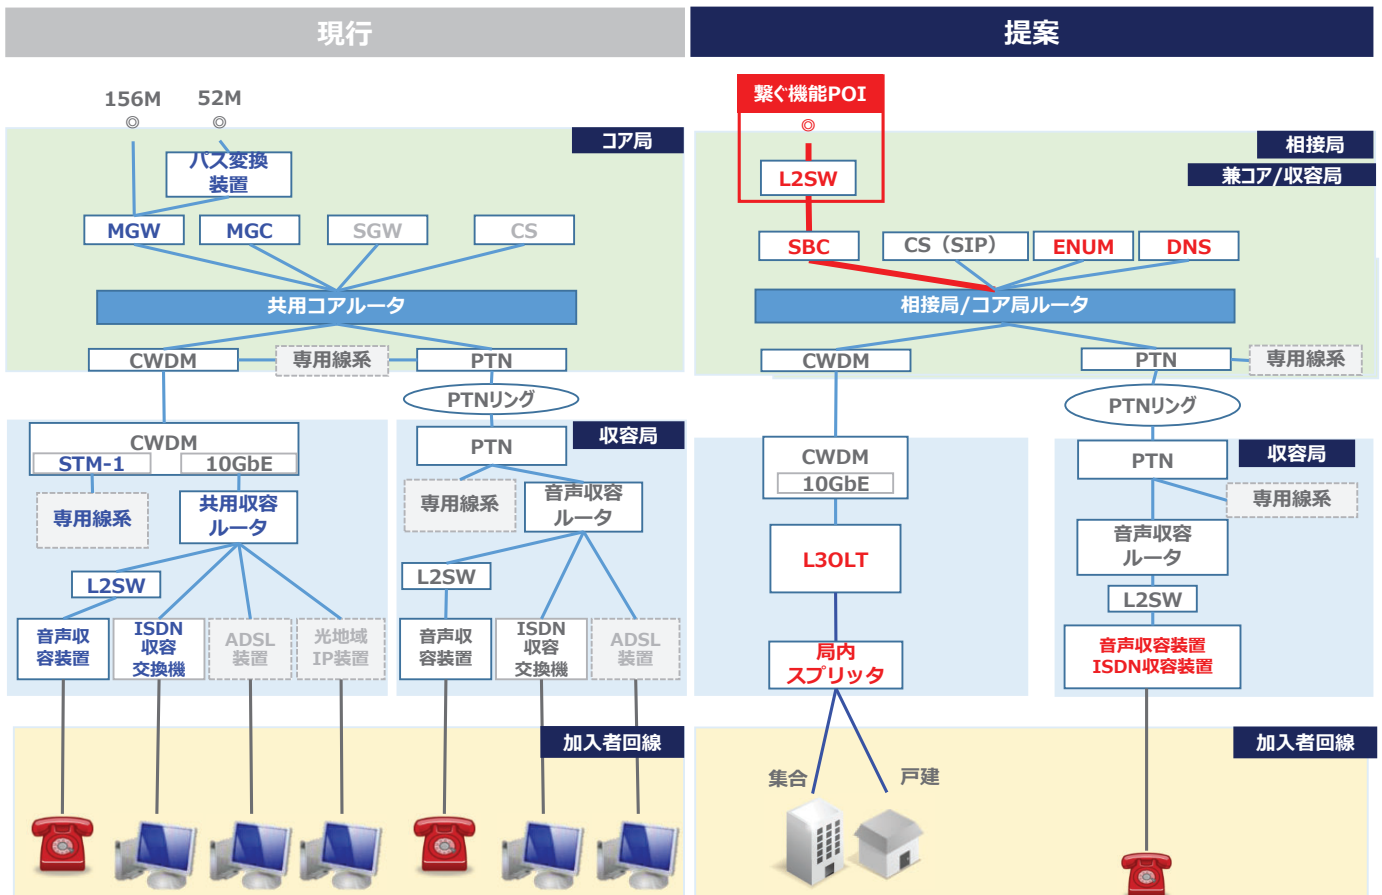 現行
提案
156M
52M
コア局
パス変換
装置
MGW
MGC
SGW
CS
共用コアルータ
CWDM
専用線系
PTN
PTNリング
収容局
CWDM
STM-1
10GbE
専用線系
共用収容
ルータ
L2SW
音声収
容装置
ISDN
収容
交換機
ADSL
装置
光地域
IP装置
PTN
専用線系
音声収容
ルータ
L2SW
音声収
容装置
ISDN
収容
交換機
ADSL
装置
加入者回線
繋ぐ機能POI
L2SW
相接局
兼コア/収容局
SBC
CS（SIP）
ENUM
DNS
相接局/コア局ルータ
CWDM
PTN
専用線系
PTNリング
CWDM
10GbE
L3OLT
局内
スプリッタ
収容局
PTN
専用線系
音声収容
ルータ
L2SW
音声収容装置
ISDN収容装置
加入者回線
集合
戸建